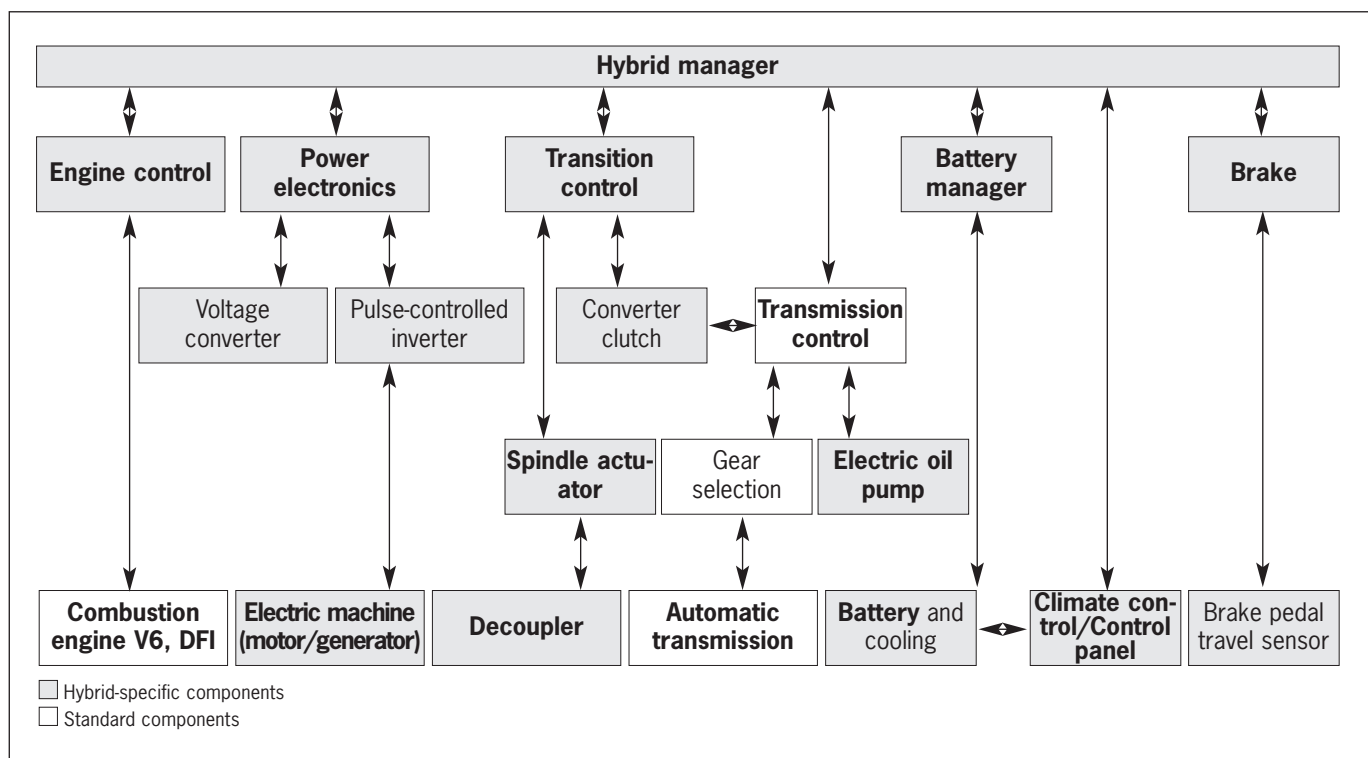 Hybrid manager
Engine control
Power
electronics
Transition
control
Battery
manager
Brake
Voltage
converter
Pulse-controlled
inverter
Converter
clutch
Transmission
control
Spindle actu-
ator
Gear
selection
Electric oil
pump
Combustion
engine V6, DFI
Electric machine
(motor/generator)
Decoupler
Automatic
transmission
Battery and
cooling
Climate con-
trol/Control
panel
Brake pedal
travel sensor
Hybrid-specific components
Standard components